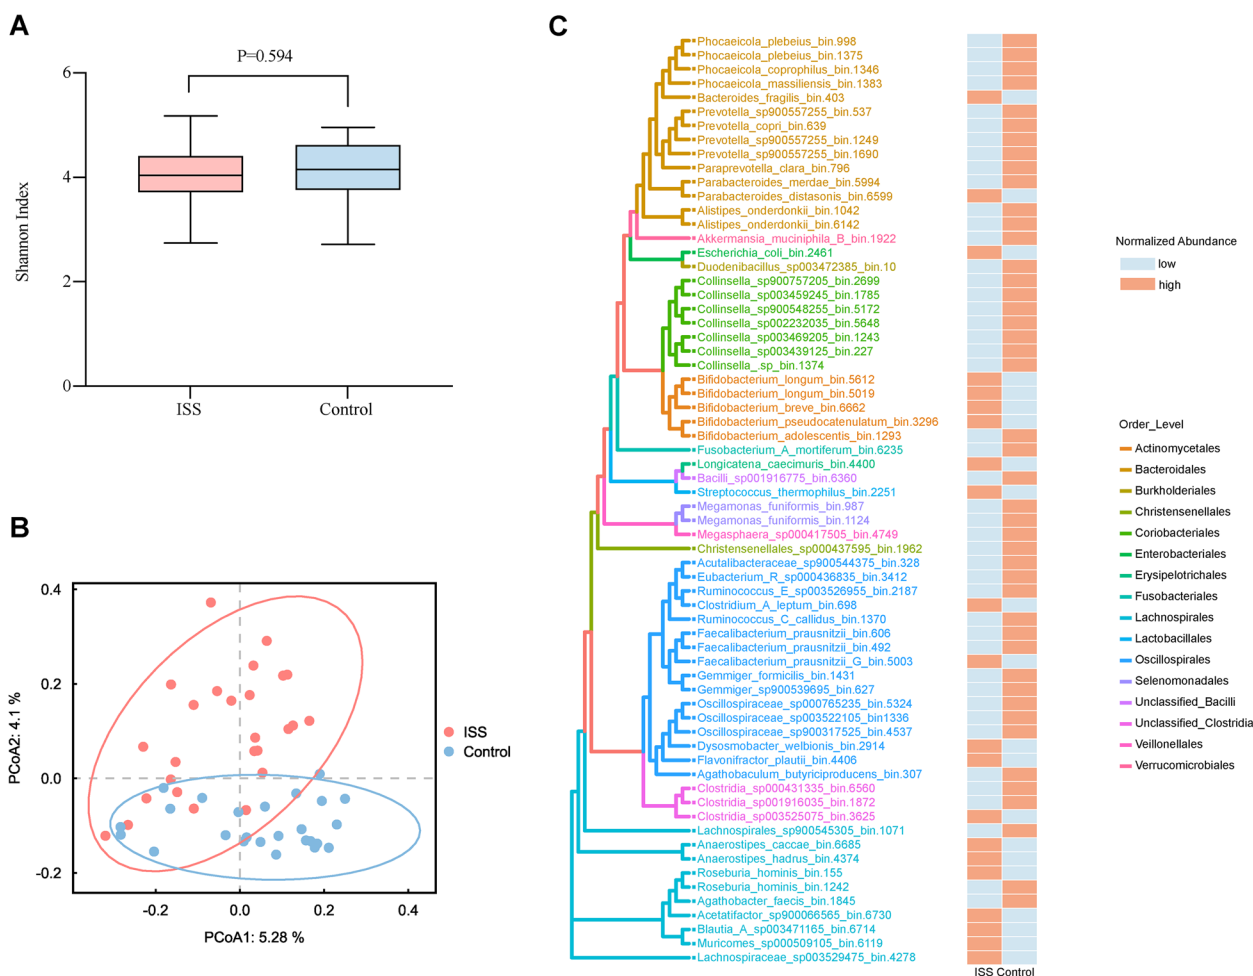 A
P=0.594
6
4
2
0
Shannon Index
ISS
Control
B
0.4
0.2
0.0
-0.2
PCoA2: 4.1 %
-0.2
0.0
0.2
0.4
PCoA1: 5.28 %
ISS
Control
C
Phocaeicola_plebeius_bin.998
Phocaeicola_plebeius_bin.1375
Phocaeicola_coprophilus_bin.1346
Phocaeicola_massiliensis_bin.1383
Bacteroides_fragilis_bin.403
Prevotella_sp900557255_bin.537
Prevotella_copri_bin.639
Prevotella_sp900557255_bin.1249
Prevotella_sp900557255_bin.1690
Paraprevotella_clara_bin.796
Parabacteroides_merdae_bin.5994
Parabacteroides_distasonis_bin.6599
Alistipes_onderdonkii_bin.1042
Alistipes_onderdonkii_bin.6142
Akkermansia_muciniphila_B_bin.1922
Escherichia_coli_bin.2461
Duodenibacillus_sp003472385_bin.10
Collinsella_sp900757205_bin.2699
Collinsella_sp003459245_bin.1785
Collinsella_sp900548255_bin.5172
Collinsella_sp002232035_bin.5648
Collinsella_sp003469205_bin.1243
Collinsella_sp003439125_bin.227
Collinsella_.sp_bin.1374
Bifidobacterium_longum_bin.5612
Bifidobacterium_longum_bin.5019
Bifidobacterium_breve_bin.6662
Bifidobacterium_pseudocatenulatum_bin.3296
Bifidobacterium_adolescentis_bin.1293
Fusobacterium_A_mortiferum_bin.6235
Longicatena_caecimuris_bin.4400
Bacilli_sp001916775_bin.6360
Streptococcus_thermophilus_bin.2251
Megamonas_funiformis_bin.987
Megamonas_funiformis_bin.1124
Megasphaera_sp000417505_bin.4749
Christensenellales_sp000437595_bin.1962
Acutalibacteraceae_sp900544375_bin.328
Eubacterium_R_sp000436835_bin.3412
Ruminococcus_E_sp003526955_bin.2187
Clostridium_A_leptum_bin.698
Ruminococcus_C_callidus_bin.1370
Faecalibacterium_prausnitzii_bin.606
Faecalibacterium_prausnitzii_bin.492
Faecalibacterium_prausnitzii_G_bin.5003
Gemmiger_formicilis_bin.1431
Gemmiger_sp900539695_bin.627
Oscillospiraceae_sp000765235_bin.5324
Oscillospiraceae_sp003522105_bin1336
Oscillospiraceae_sp900317525_bin.4537
Dysosmobacter_welbionis_bin.2914
Flavonifractor_plautii_bin.4406
Agathobaculum_butyriciproducens_bin.307
Clostridia_sp000431335_bin.6560
Clostridia_sp001916035_bin.1872
Clostridia_sp003525075_bin.3625
Lachnospirales_sp900545305_bin.1071
Anaerostipes_caccae_bin.6685
Anaerostipes_hadrus_bin.4374
Roseburia_hominis_bin.155
Roseburia_hominis_bin.1242
Agathobacter_faecis_bin.1845
Acetatifactor_sp900066565_bin.6730
Blautia_A_sp003471165_bin.6714
Muricomes_sp000509105_bin.6119
Lachnospiraceae_sp003529475_bin.4278
ISS Control
Normalized Abundance
low
high
Order_Level
Actinomycetales
Bacteroidales
Burkholderiales
Christensenellales
Coriobacteriales
Enterobacteriales
Erysipelotrichales
Fusobacteriales
Lachnospirales
Lactobacillales
Oscillospirales
Selenomonadales
Unclassified_Bacilli
Unclassified_Clostridia
Veillonellales
Verrucomicrobiales